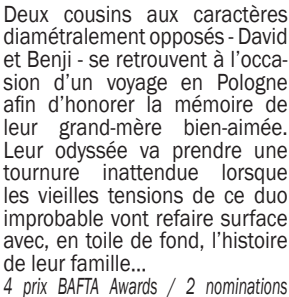 Deux cousins aux caractères
diamétralement opposés - David
et Benji - se retrouvent à l'occa-
sion d'un voyage en Pologne
afin d'honorer la mémoire de
leur grand-mère bien-aimée.
Leur odyssée va prendre une
tournure inattendue lorsque
les vieilles tensions de ce duo
improbable vont refaire surface
avec, en toile de fond, l'histoire
de leur famille...
4 prix BAFTA Awards / 2 nominations